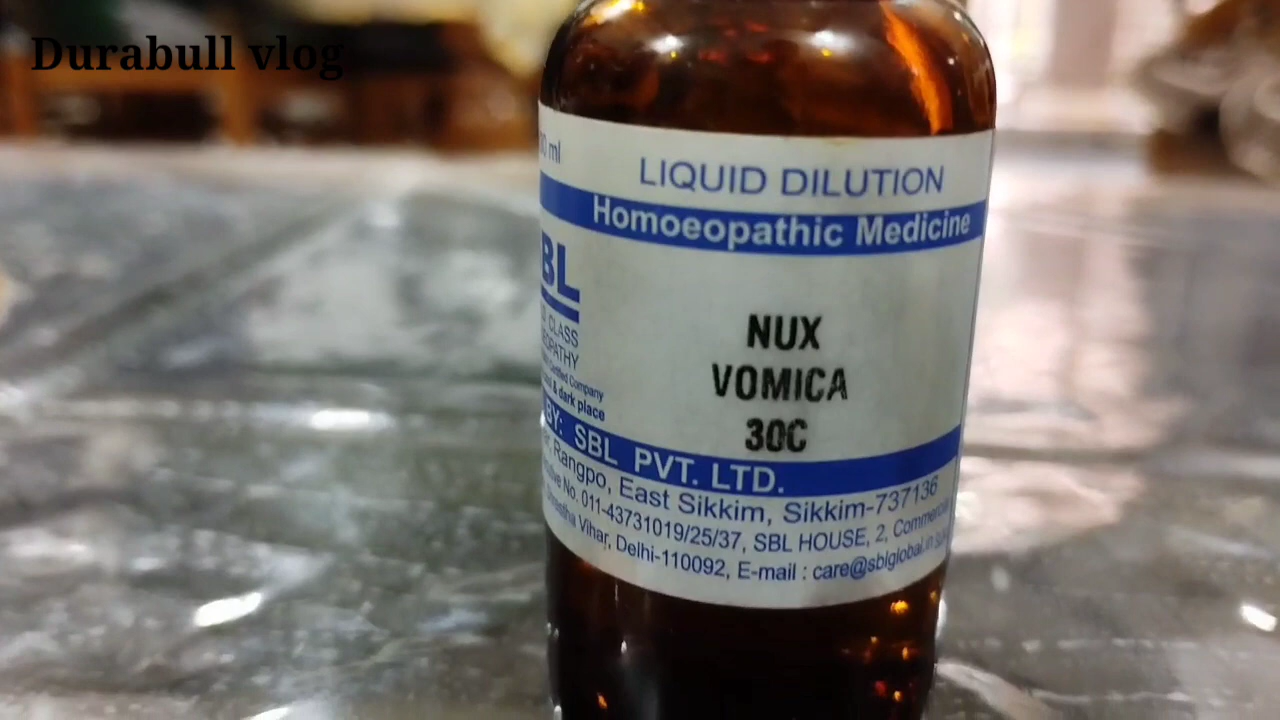 Durabull vlog
ml
LIQUID DILUTION
Homoeopathic Medicine
BL
CLASS
NUX
VOMICA
30C
Certified Company
& dark place
BY: SBL PVT. LTD.
Rangpo, East Sikkim, Sikkim-737136
No. 011-43731019/25/37, SBL HOUSE, 2,
Vihar, Delhi-110092, E-mail : care@sblglobal.in